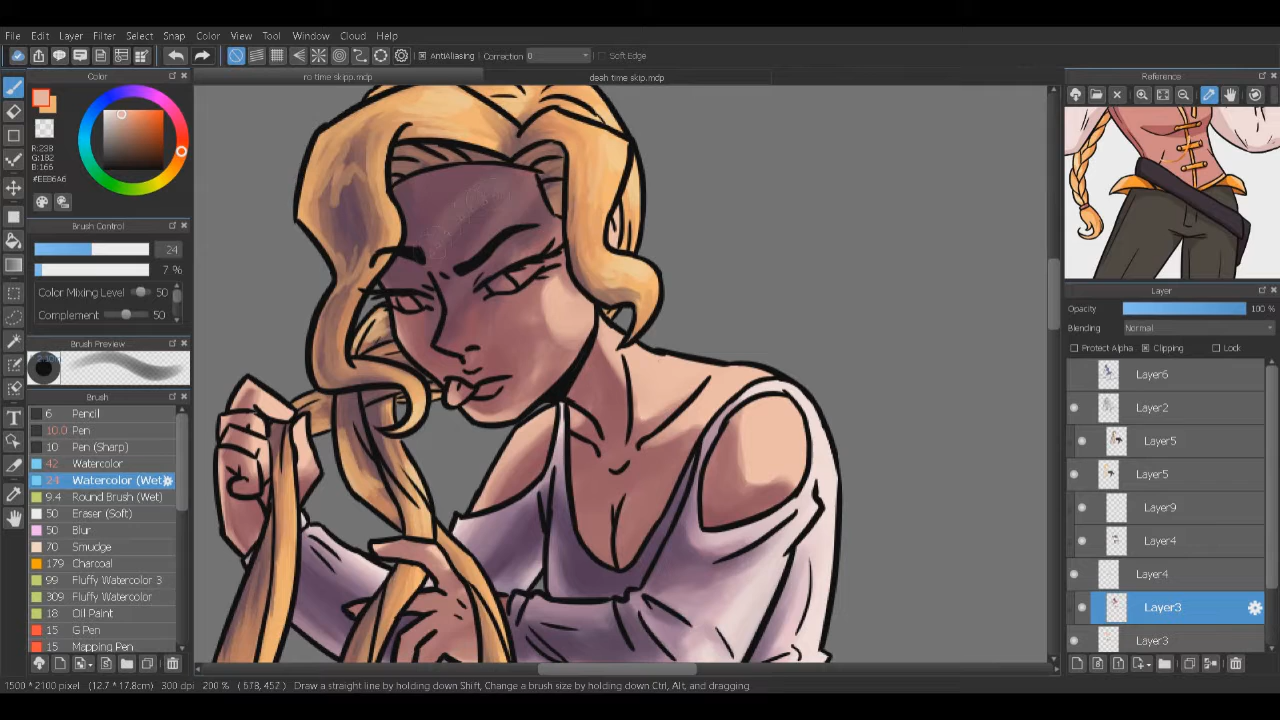 File Edit Layer Filter Select Snap Color View Tool Window Cloud Help
AntiAliasing Correction 0 Soft Edge
Color
ro time skipp.mdp
deah time skip.mdp
Reference
R:238
G:182
B:166
#EEB6A6
Brush Control
24
7 %
Color Mixing Level 50
Complement 50
Brush Preview
Brush
6 Pencil
10.0 Pen
10 Pen (Sharp)
42 Watercolor
24 Watercolor (Wet
9.4 Round Brush (Wet)
50 Eraser (Soft)
50 Blur
70 Smudge
179 Charcoal
99 Fluffy Watercolor 3
309 Fluffy Watercolor
18 Oil Paint
15 G Pen
15 Mapping Pen
Layer
Opacity 100 %
Blending Normal
Protect Alpha Clipping Lock
Layer6
Layer2
Layer5
Layer5
Layer9
Layer4
Layer4
Layer3
Layer3
1500 * 2100 pixel (12.7 * 17.8cm) 300 dpi 200 % ( 578, 452) Draw a straight line by holding down Shift, Change a brush size by holding down Ctrl, Alt, and dragging